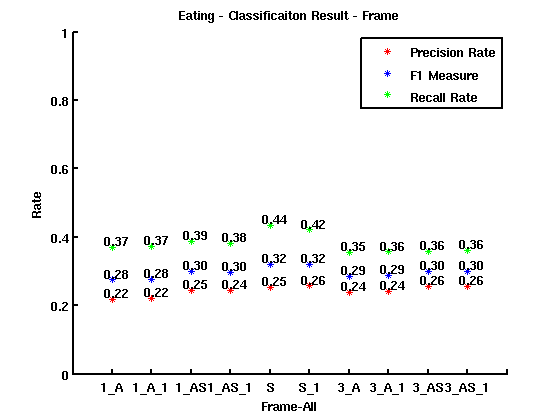 Eating - Classificaiton Result - Frame
1
0.8
0.6
0.4
0.2
0
Rate
Precision Rate
F1 Measure
Recall Rate
0.37 0.37 0.39 0.38 0.44 0.42 0.35 0.36 0.36 0.36
0.28 0.28 0.30 0.30 0.32 0.32 0.29 0.29 0.30 0.30
0.22 0.22 0.25 0.24 0.25 0.26 0.24 0.24 0.26 0.26
1_A 1_A_1 1_AS 1_AS_1 S S_1 3_A 3_A_1 3_AS 3_AS_1
Frame-All